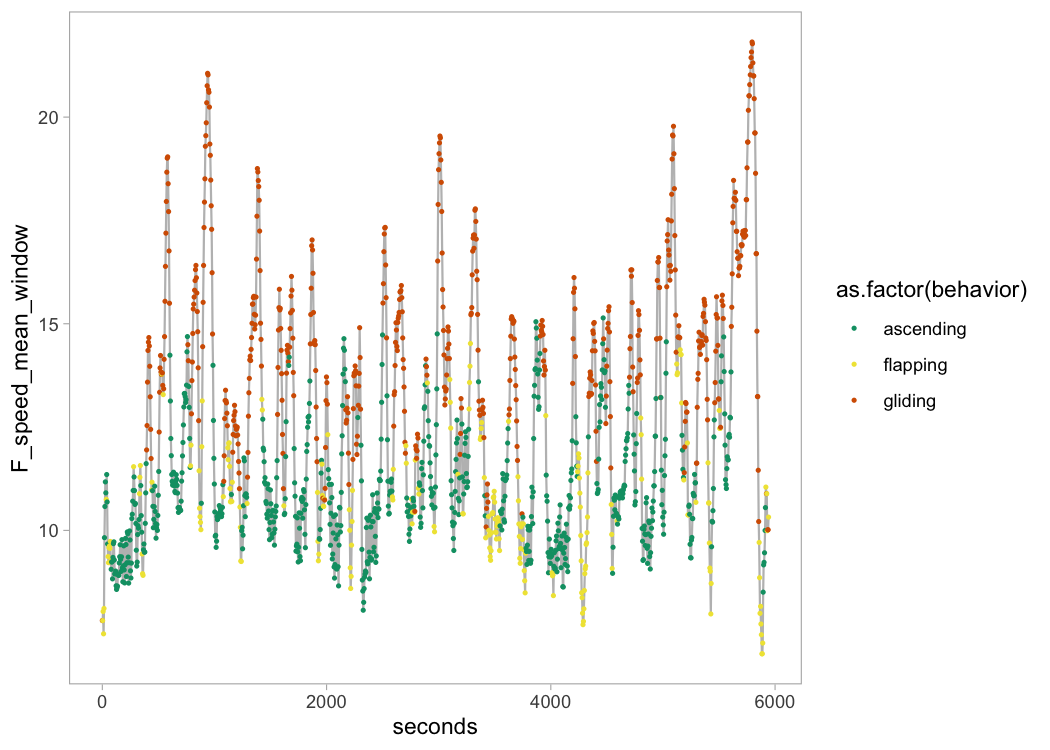 F_speed_mean_window
20
15
10
0
2000
4000
6000
seconds
as.factor(behavior)
ascending
flapping
gliding